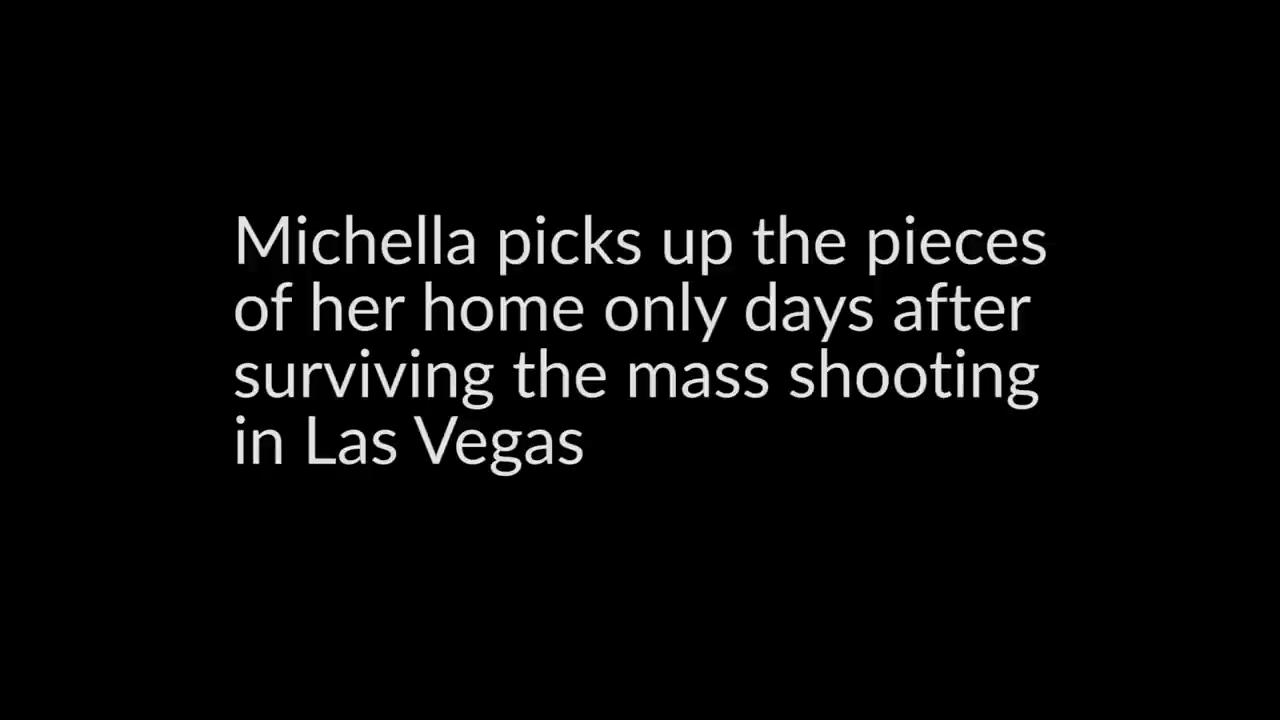 Michella picks up the pieces
of her home only days after
surviving the mass shooting
in Las Vegas